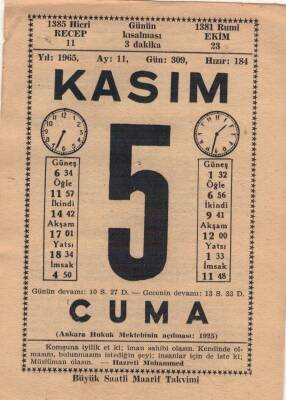 1385 Hicri
RECEP
11
Günün
kısalması
3 dakika
1381 Rumi
EKİM
23
Yıl: 1965, Ay: 11, Gün: 309, Hızır: 184
KASIM
5
Güneş
6 34
Öğle
11 57
İkindi
14 42
Akşam
17 01
Yatsı
18 34
İmsak
4 50
Güneş
1 32
Öğle
6 56
İkindi
9 41
Akşam
12 00
Yatsı
1 33
İmsak
11 48
Günün devamı: 10 S. 27 D. — Gecenin devamı: 13 S. 33 D.
CUMA
(Ankara Hukuk Mektebinin açılması: 1925)
Komşuna iyilik et ki; iman sahibi olasın. Kendinde ol-
masını, bulunmasını istediğin şeyi; insanlar için de iste ki;
Müslüman olasın. — Hazreti Muhammed
Büyük Saatli Maarif Takvimi